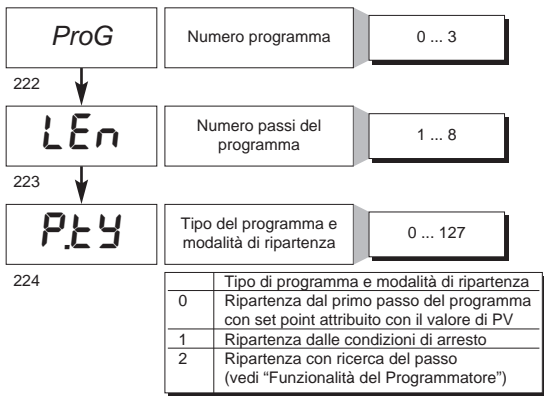 ProG
Numero programma
0 ... 3
222
LEn
Numero passi del
programma
1 ... 8
223
P.tY
Tipo del programma e
modalità di ripartenza
0 ... 127
224
Tipo di programma e modalità di ripartenza
0 Ripartenza dal primo passo del programma
con set point attribuito con il valore di PV
1 Ripartenza dalle condizioni di arresto
2 Ripartenza con ricerca del passo
(vedi “Funzionalità del Programmatore”)